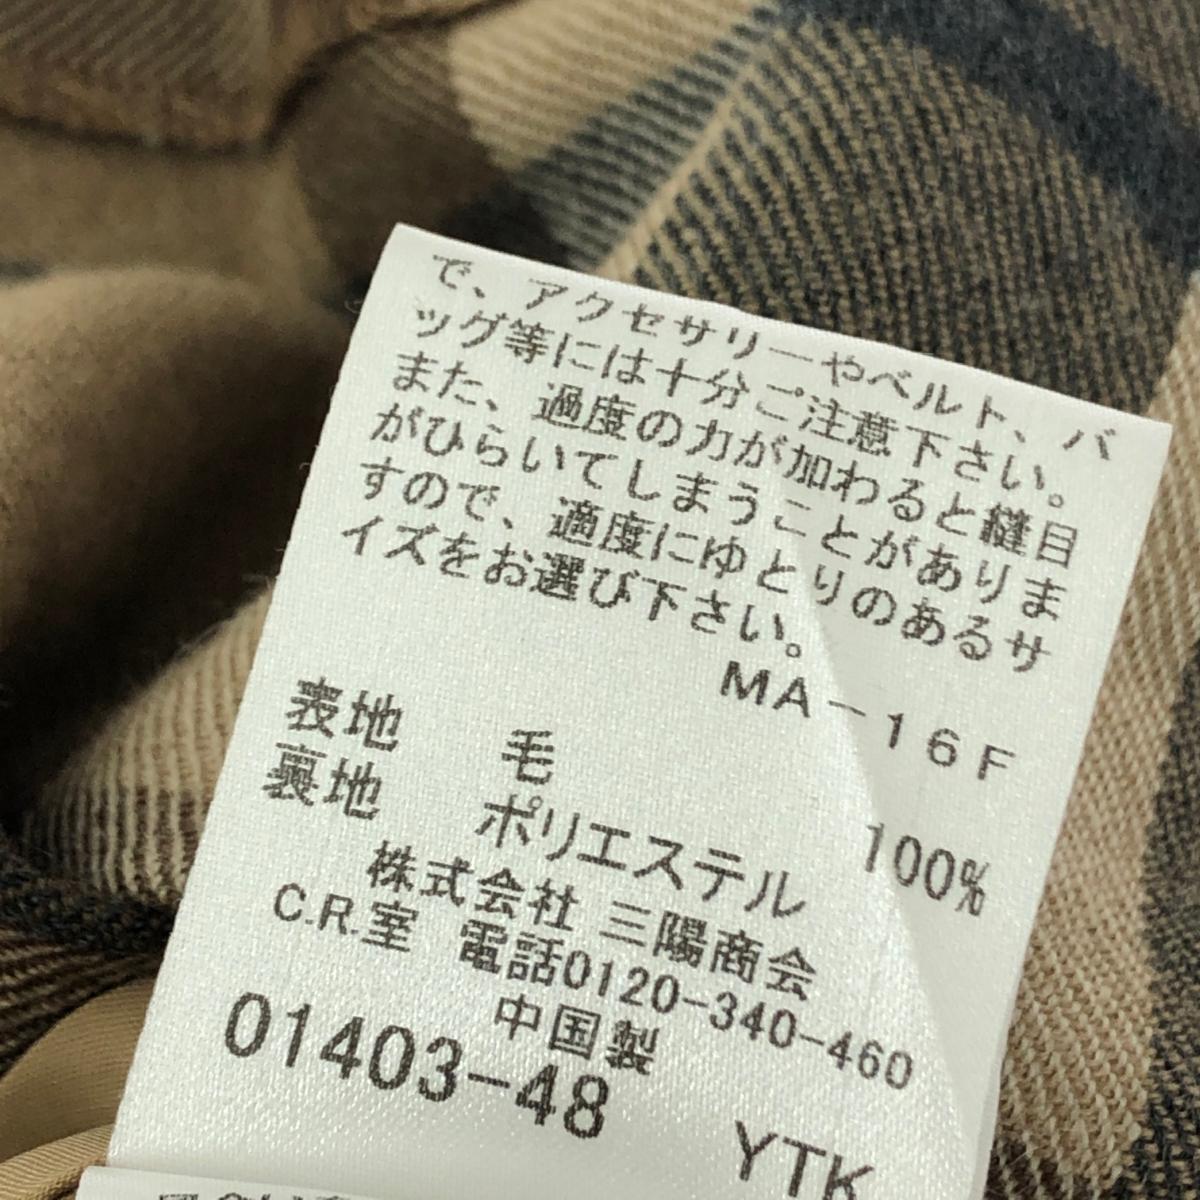 で、アクセサリーやベルト、バ
ッグ等には十分ご注意下さい。
また、過度の力が加わると縫目
がひらいてしまうことがありま
すので、適度にゆとりのあるサ
イズをお選び下さい。
MA-16F
表地 毛 100%
裏地 ポリエステル
株式会社 三陽商会
C.R.室 電話0120-340-460
中国製
01403-48
YTK